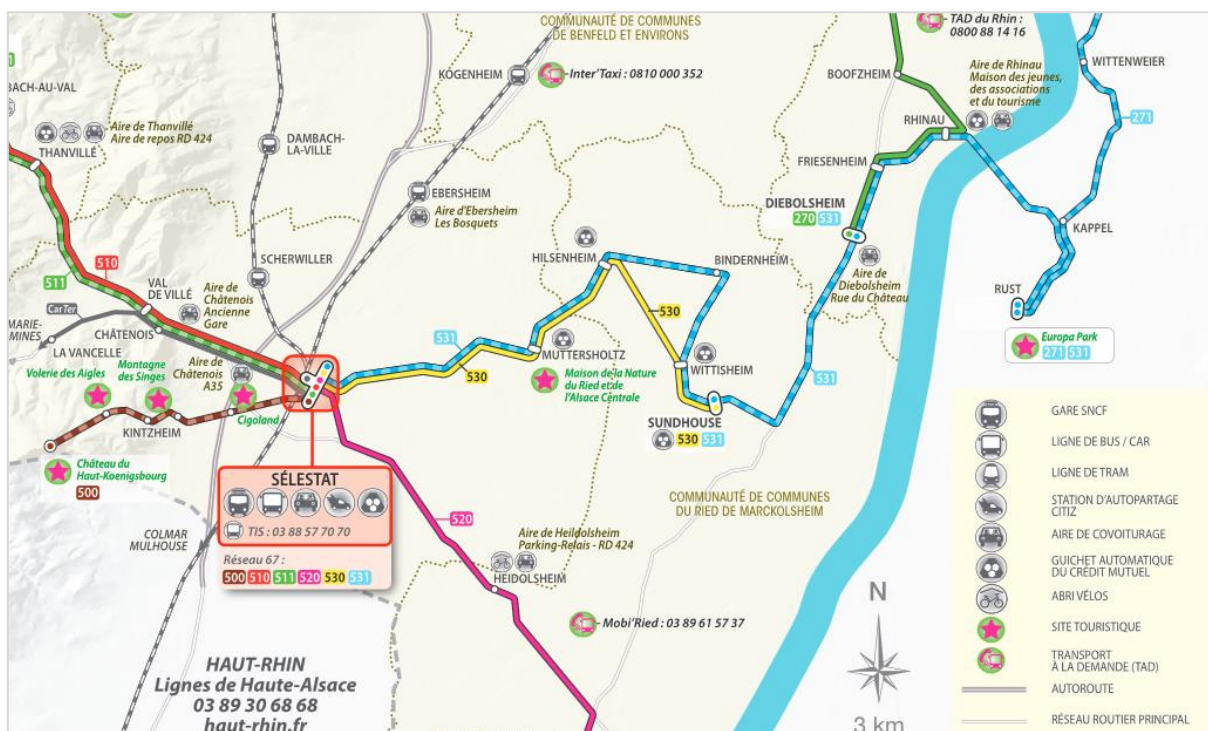 COMMUNAUTÉ DE COMMUNES
DE BENFELD ET ENVIRONS
TAD du Rhin :
0800 88 14 16
KOGENHEIM
Inter'Taxi : 0810 000 352
BOOFZHEIM
Aire de Rhinau
Maison des jeunes,
des associations
et du tourisme
WITTENWEIER
BACH-AU-VAL
Aire de Thanvillé
Aire de repos RD 424
THANVILLÉ
DAMBACH-
LA-VILLE
RHINAU
271
FRIESENHEIM
EBERSHEIM
Aire d'Ebersheim
Les Bosquets
DIEBOLSHEIM
270 531
KAPPEL
510
511
SCHERWILLER
HILSENHEIM
BINDERNHEIM
Aire de
Diebolsheim
Rue du Château
RUST
VAL
DE VILLÉ
Aire de
Châtenois
Ancienne
Gare
CarTer
MARIE-
MINES
CHÂTENOIS
LA VANCELLE
530
531
530
Europa Park
271 531
Volerie des Aigles
Montagne
des Singes
Aire de
Châtenois
A35
MUTTERSHOLTZ
Maison de la Nature
du Ried et de
l'Alsace Centrale
WITTISHEIM
531
KINTZHEIM
Cigoland
SUNDHOUSE
530 531
Château du
Haut-Koenigsbourg
500
SÉLESTAT
TIS : 03 88 57 70 70
Réseau 67 :
500 510 511 520 530 531
COLMAR
MULHOUSE
520
COMMUNAUTÉ DE COMMUNES
DU RIED DE MARCKOLSHEIM
Aire de Heildolsheim
Parking-Relais - RD 424
HEIDOLSHEIM
Mobi'Ried : 03 89 61 57 37
HAUT-RHIN
Lignes de Haute-Alsace
03 89 30 68 68
haut-rhin.fr
N
3 km
GARE SNCF
LIGNE DE BUS / CAR
LIGNE DE TRAM
STATION D'AUTOPARTAGE
CITIZ
AIRE DE COVOITURAGE
GUICHET AUTOMATIQUE
DU CRÉDIT MUTUEL
ABRI VÉLOS
SITE TOURISTIQUE
TRANSPORT
À LA DEMANDE (TAD)
AUTOROUTE
RÉSEAU ROUTIER PRINCIPAL